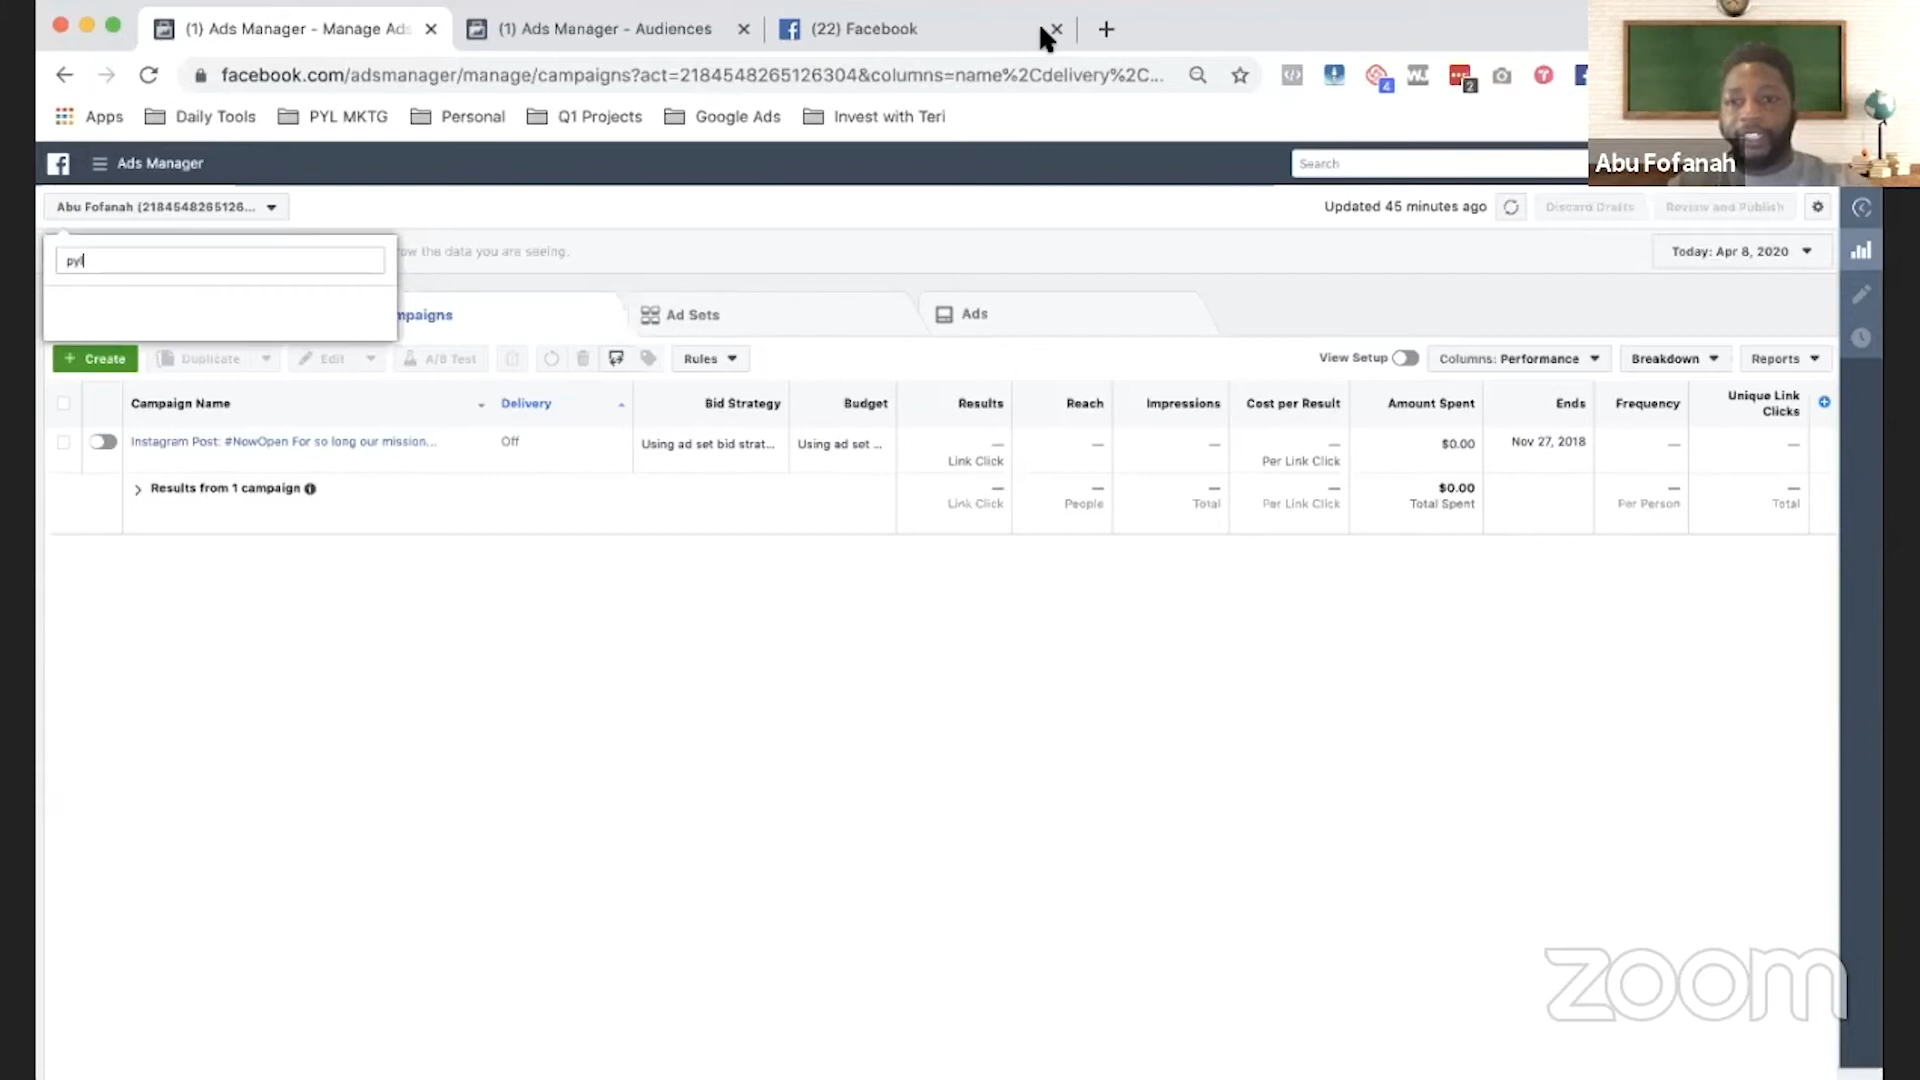 (1) Ads Manager - Manage Ads
(1) Ads Manager - Audiences
(22) Facebook
facebook.com/adsmanager/manage/campaigns?act=2184548265126304&columns=name%2Cdelivery%2C...
4
2
Apps
Daily Tools
PYL MKTG
Personal
Q1 Projects
Google Ads
Invest with Teri
Abu Fofanah
Ads Manager
Search
Abu Fofanah (2184548265126...
Updated 45 minutes ago
Discard Drafts
Review and Publish
pyl
row the data you are seeing.
Today: Apr 8, 2020
mpaigns
Ad Sets
Ads
+ Create
Duplicate
Edit
A/B Test
Rules
View Setup
Columns: Performance
Breakdown
Reports
Campaign Name
Delivery
Bid Strategy
Budget
Results
Reach
Impressions
Cost per Result
Amount Spent
Ends
Frequency
Unique Link
Clicks
Instagram Post: #NowOpen For so long our mission...
Off
Using ad set bid strat...
Using ad set ...
—
Link Click
—
—
—
Per Link Click
$0.00
Nov 27, 2018
—
—
Results from 1 campaign
—
Link Click
—
People
—
Total
—
Per Link Click
$0.00
Total Spent
—
Per Person
—
Total
zoom